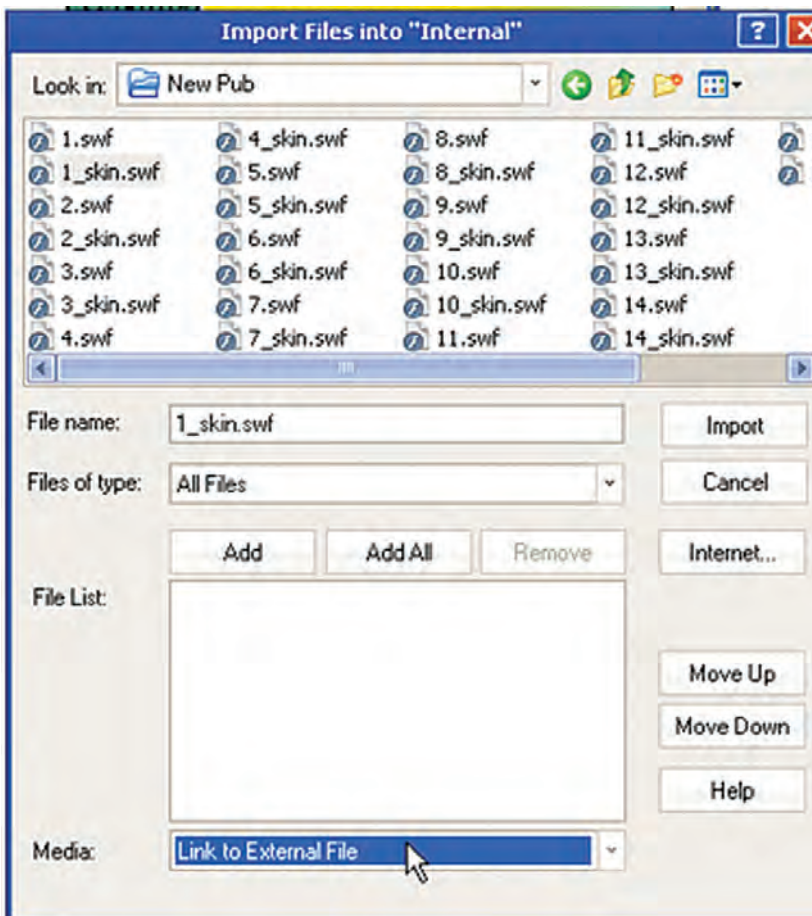 Import Files into "Internal"
Look in: New Pub
1.swf 4_skin.swf 8.swf 11_skin.swf
1_skin.swf 5.swf 8_skin.swf 12.swf
2.swf 5_skin.swf 9.swf 12_skin.swf
2_skin.swf 6.swf 9_skin.swf 13.swf
3.swf 6_skin.swf 10.swf 13_skin.swf
3_skin.swf 7.swf 10_skin.swf 14.swf
4.swf 7_skin.swf 11.swf 14_skin.swf
File name: 1_skin.swf Import
Files of type: All Files Cancel
Add Add All Remove Internet...
File List:
Move Up
Move Down
Help
Media: Link to External File